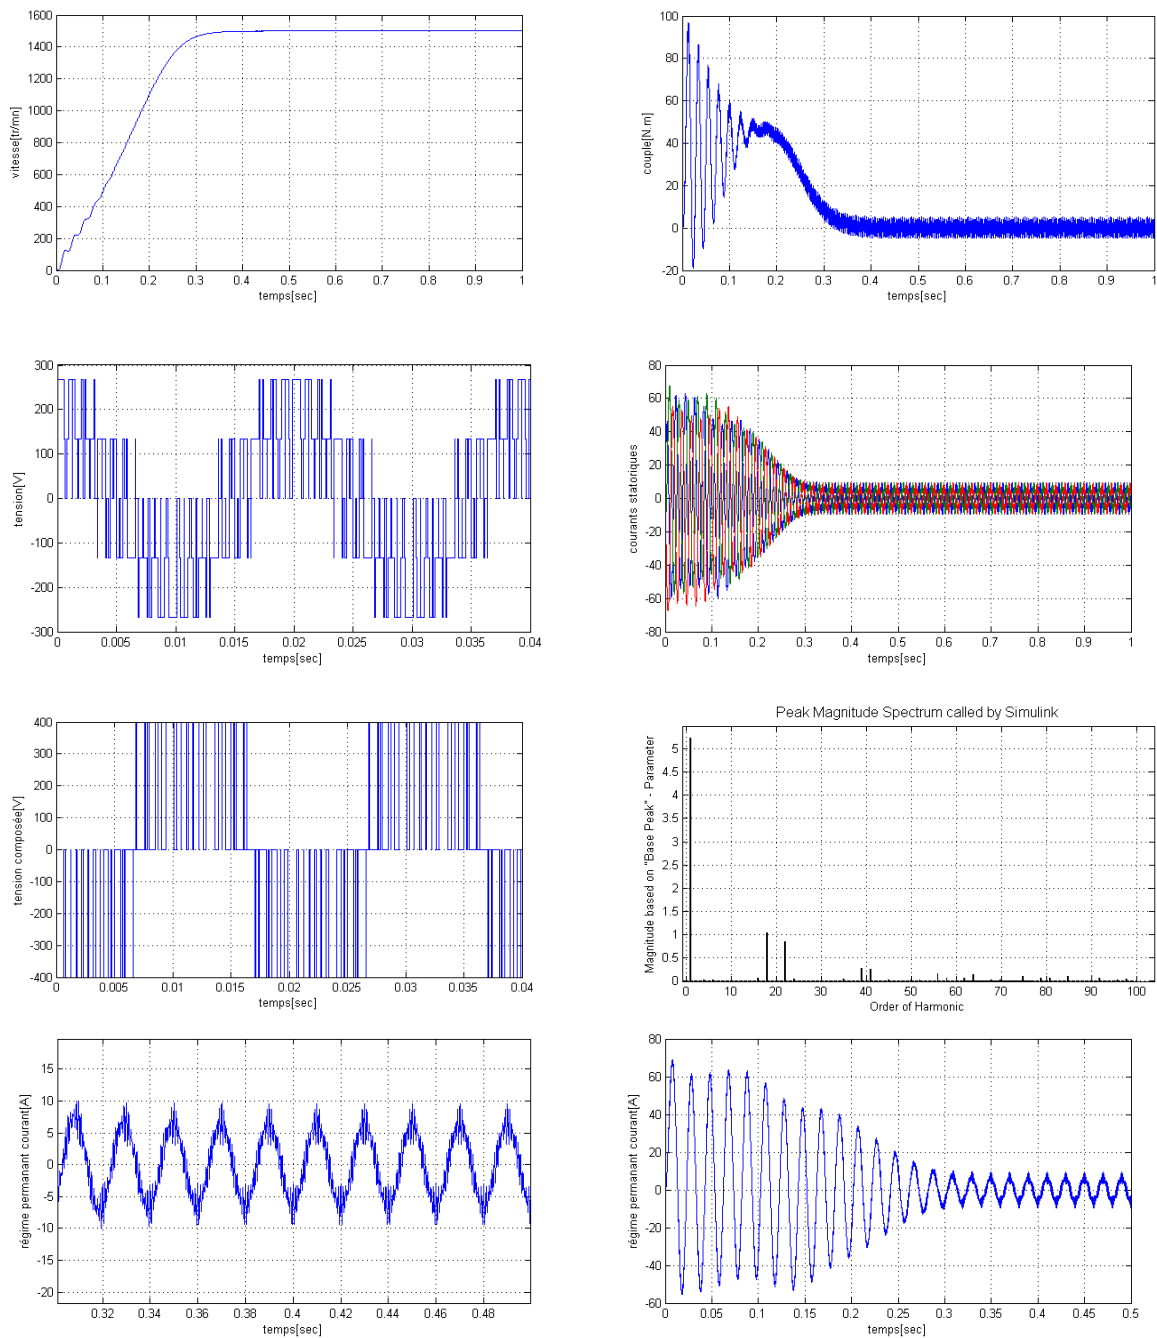 1600
1400
1200
1000
800
600
400
200
0
vitesse[tr/mn]
0 0.1 0.2 0.3 0.4 0.5 0.6 0.7 0.8 0.9 1
temps[sec]
100
80
60
40
20
0
-20
couple[N.m]
0 0.1 0.2 0.3 0.4 0.5 0.6 0.7 0.8 0.9 1
temps[sec]
300
200
100
0
-100
-200
-300
tension[V]
0 0.005 0.01 0.015 0.02 0.025 0.03 0.035 0.04
temps[sec]
80
60
40
20
0
-20
-40
-60
-80
courants statoriques
0 0.1 0.2 0.3 0.4 0.5 0.6 0.7 0.8 0.9 1
temps[sec]
400
300
200
100
0
-100
-200
-300
-400
tension composée[V]
0 0.005 0.01 0.015 0.02 0.025 0.03 0.035 0.04
temps[sec]
Peak Magnitude Spectrum called by Simulink
5
4.5
4
3.5
3
2.5
2
1.5
1
0.5
0
Magnitude based on "Base Peak" - Parameter
0 10 20 30 40 50 60 70 80 90 100
Order of Harmonic
15
10
5
0
-5
-10
-15
-20
régime permanant courant[A]
0.32 0.34 0.36 0.38 0.4 0.42 0.44 0.46 0.48
temps[sec]
80
60
40
20
0
-20
-40
-60
régime permanant courant[A]
0 0.05 0.1 0.15 0.2 0.25 0.3 0.35 0.4 0.45 0.5
temps[sec]